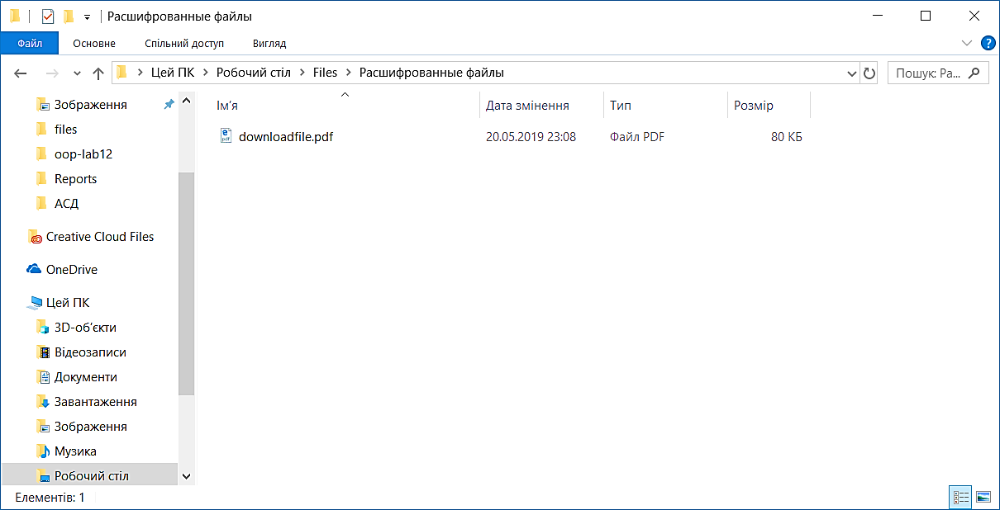 Расшифрованные файлы
Файл Основне Спільний доступ Вигляд
Цей ПК Робочий стіл Files Расшифрованные файлы Пошук: Ра...
Зображення
files
oop-lab12
Reports
АСД
Creative Cloud Files
OneDrive
Цей ПК
3D-об'єкти
Відеозаписи
Документи
Завантаження
Зображення
Музика
Робочий стіл
Ім'я Дата змінення Тип Розмір
downloadfile.pdf 20.05.2019 23:08 Файл PDF 80 КБ
Елементів: 1